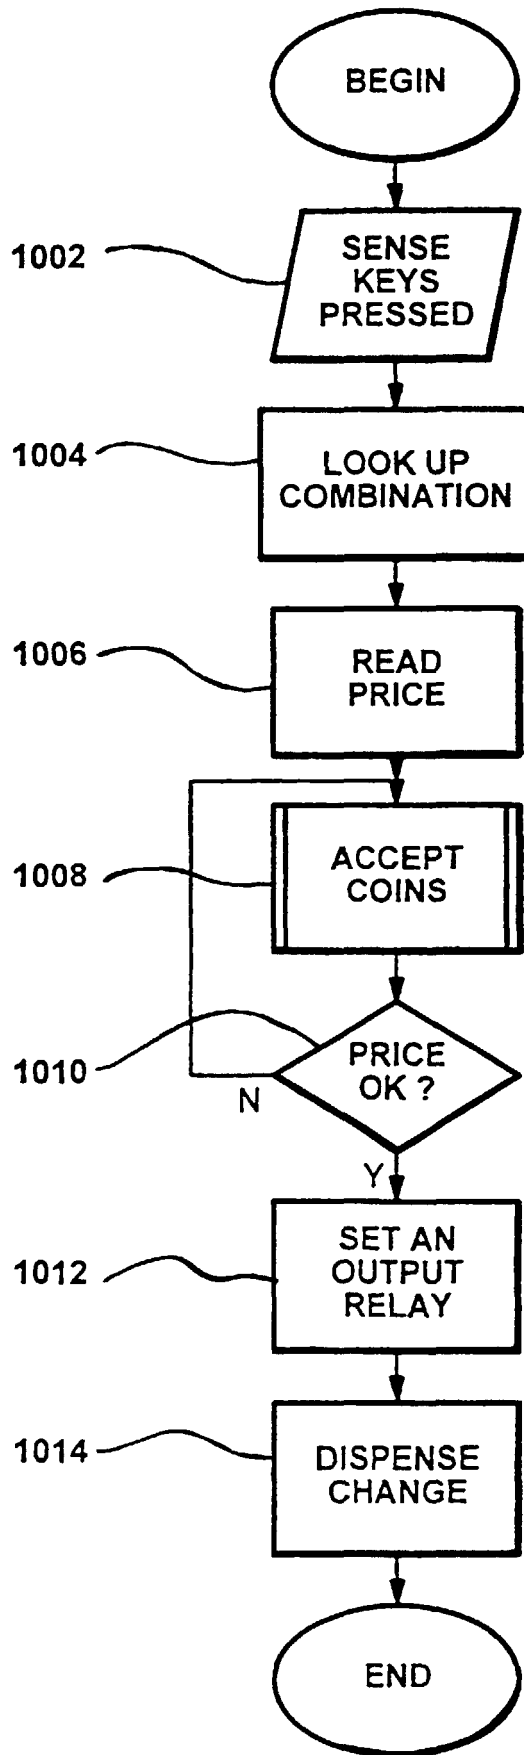 BEGIN
1002
SENSE
KEYS
PRESSED
1004
LOOK UP
COMBINATION
1006
READ
PRICE
1008
ACCEPT
COINS
1010
PRICE
OK ?
N
Y
1012
SET AN
OUTPUT
RELAY
1014
DISPENSE
CHANGE
END